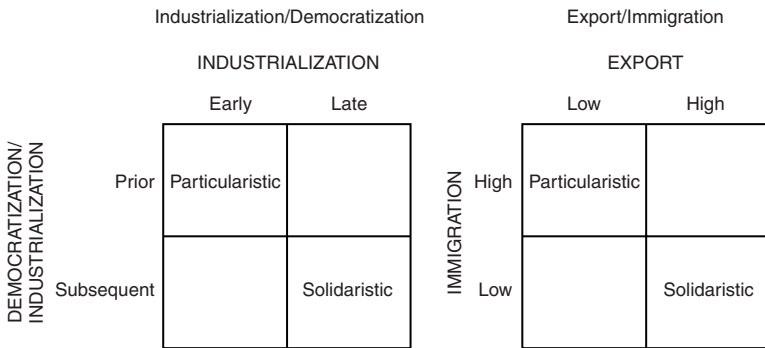 Industrialization/Democratization
INDUSTRIALIZATION
Early Late
DEMOCRATIZATION/
INDUSTRIALIZATION
Prior Particularistic
Subsequent Solidaristic
Export/Immigration
EXPORT
Low High
IMMIGRATION
High Particularistic
Low Solidaristic